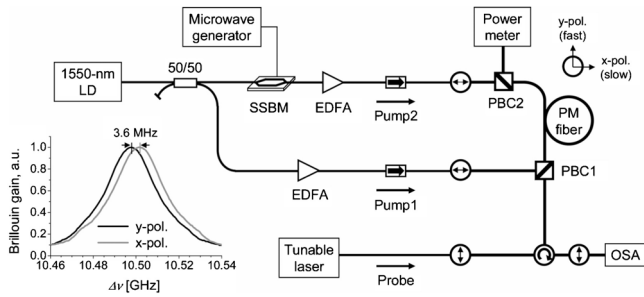 Microwave
generator
Power
meter
y-pol.
(fast)
x-pol.
(slow)
1550-nm
LD
50/50
SSBM
EDFA
Pump2
PBC2
PM
fiber
3.6 MHz
EDFA
Pump1
PBC1
Brillouin gain, a.u.
1.0
0.8
0.6
0.4
0.2
0.0
y-pol.
x-pol.
10.46 10.48 10.50 10.52 10.54
Δν [GHz]
Tunable
laser
Probe
OSA